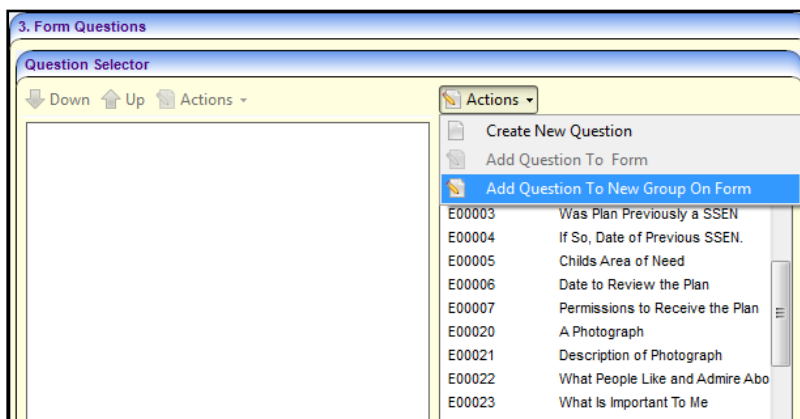 3. Form Questions
Question Selector
Down Up Actions
Actions
Create New Question
Add Question To Form
Add Question To New Group On Form
E00003 Was Plan Previously a SSEN
E00004 If So, Date of Previous SSEN.
E00005 Childs Area of Need
E00006 Date to Review the Plan
E00007 Permissions to Receive the Plan
E00020 A Photograph
E00021 Description of Photograph
E00022 What People Like and Admire Abo
E00023 What Is Important To Me